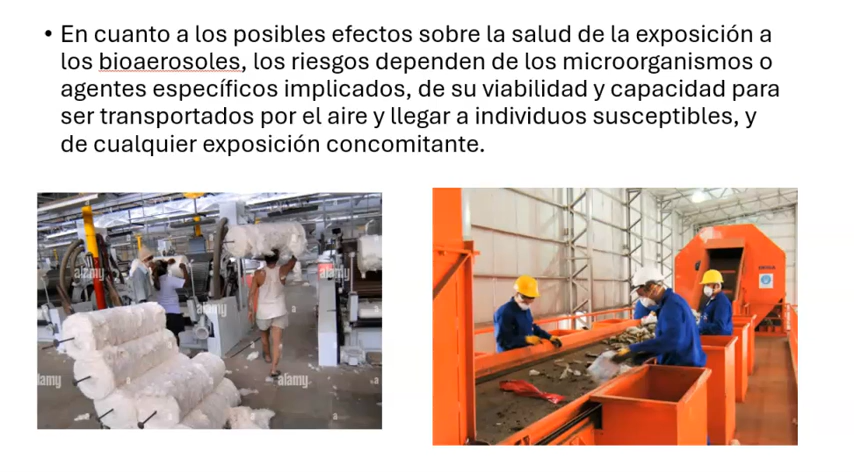 • En cuanto a los posibles efectos sobre la salud de la exposición a
los bioaerosoles, los riesgos dependen de los microorganismos o
agentes específicos implicados, de su viabilidad y capacidad para
ser transportados por el aire y llegar a individuos susceptibles, y
de cualquier exposición concomitante.
alamy
alamy
alamy
alamy
alamy
a
a